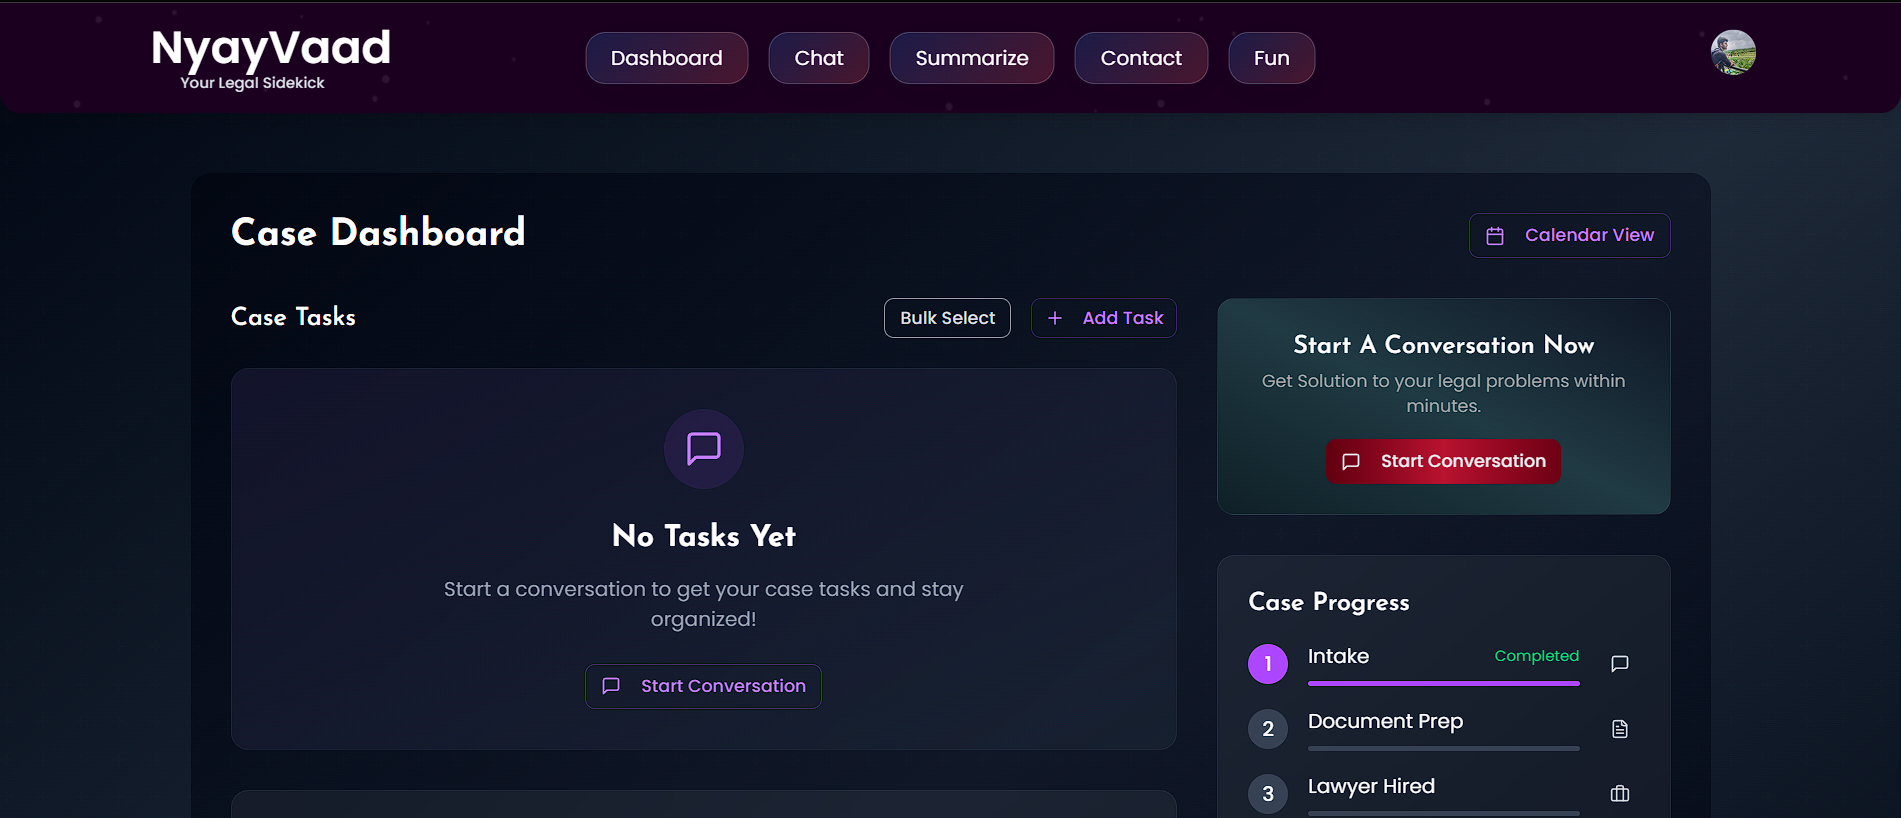 NyayVaad
Your Legal Sidekick
Dashboard
Chat
Summarize
Contact
Fun
Case Dashboard
Calendar View
Case Tasks
Bulk Select
Add Task
No Tasks Yet
Start a conversation to get your case tasks and stay
organized!
Start Conversation
Start A Conversation Now
Get Solution to your legal problems within
minutes.
Start Conversation
Case Progress
1
Intake
Completed
2
Document Prep
3
Lawyer Hired